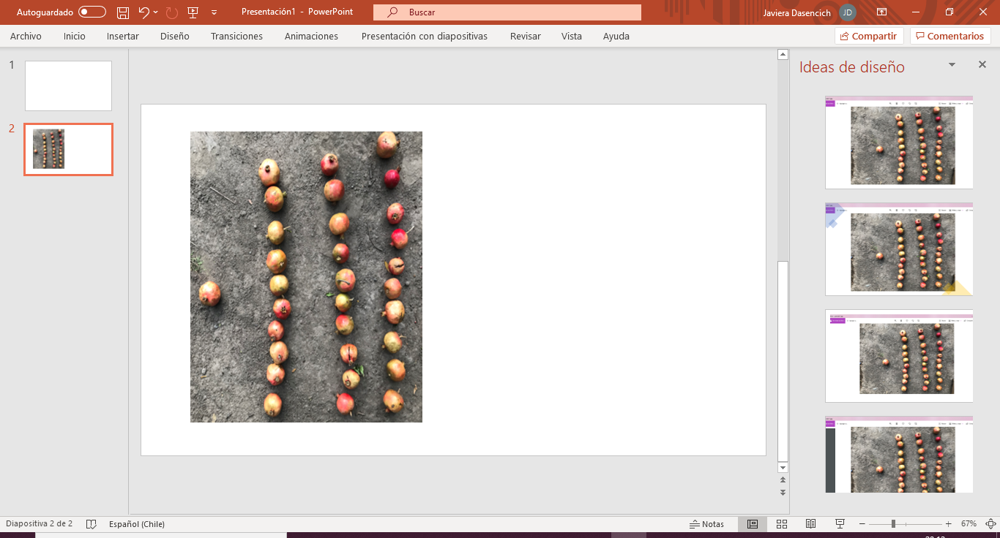 Autoguardado
Presentación1 - PowerPoint
Buscar
Javiera Dasencich
JD
Archivo Inicio Insertar Diseño Transiciones Animaciones Presentación con diapositivas Revisar Vista Ayuda
Compartir
Comentarios
1
2
Ideas de diseño
Diapositiva 2 de 2
Español (Chile)
Notas
67%